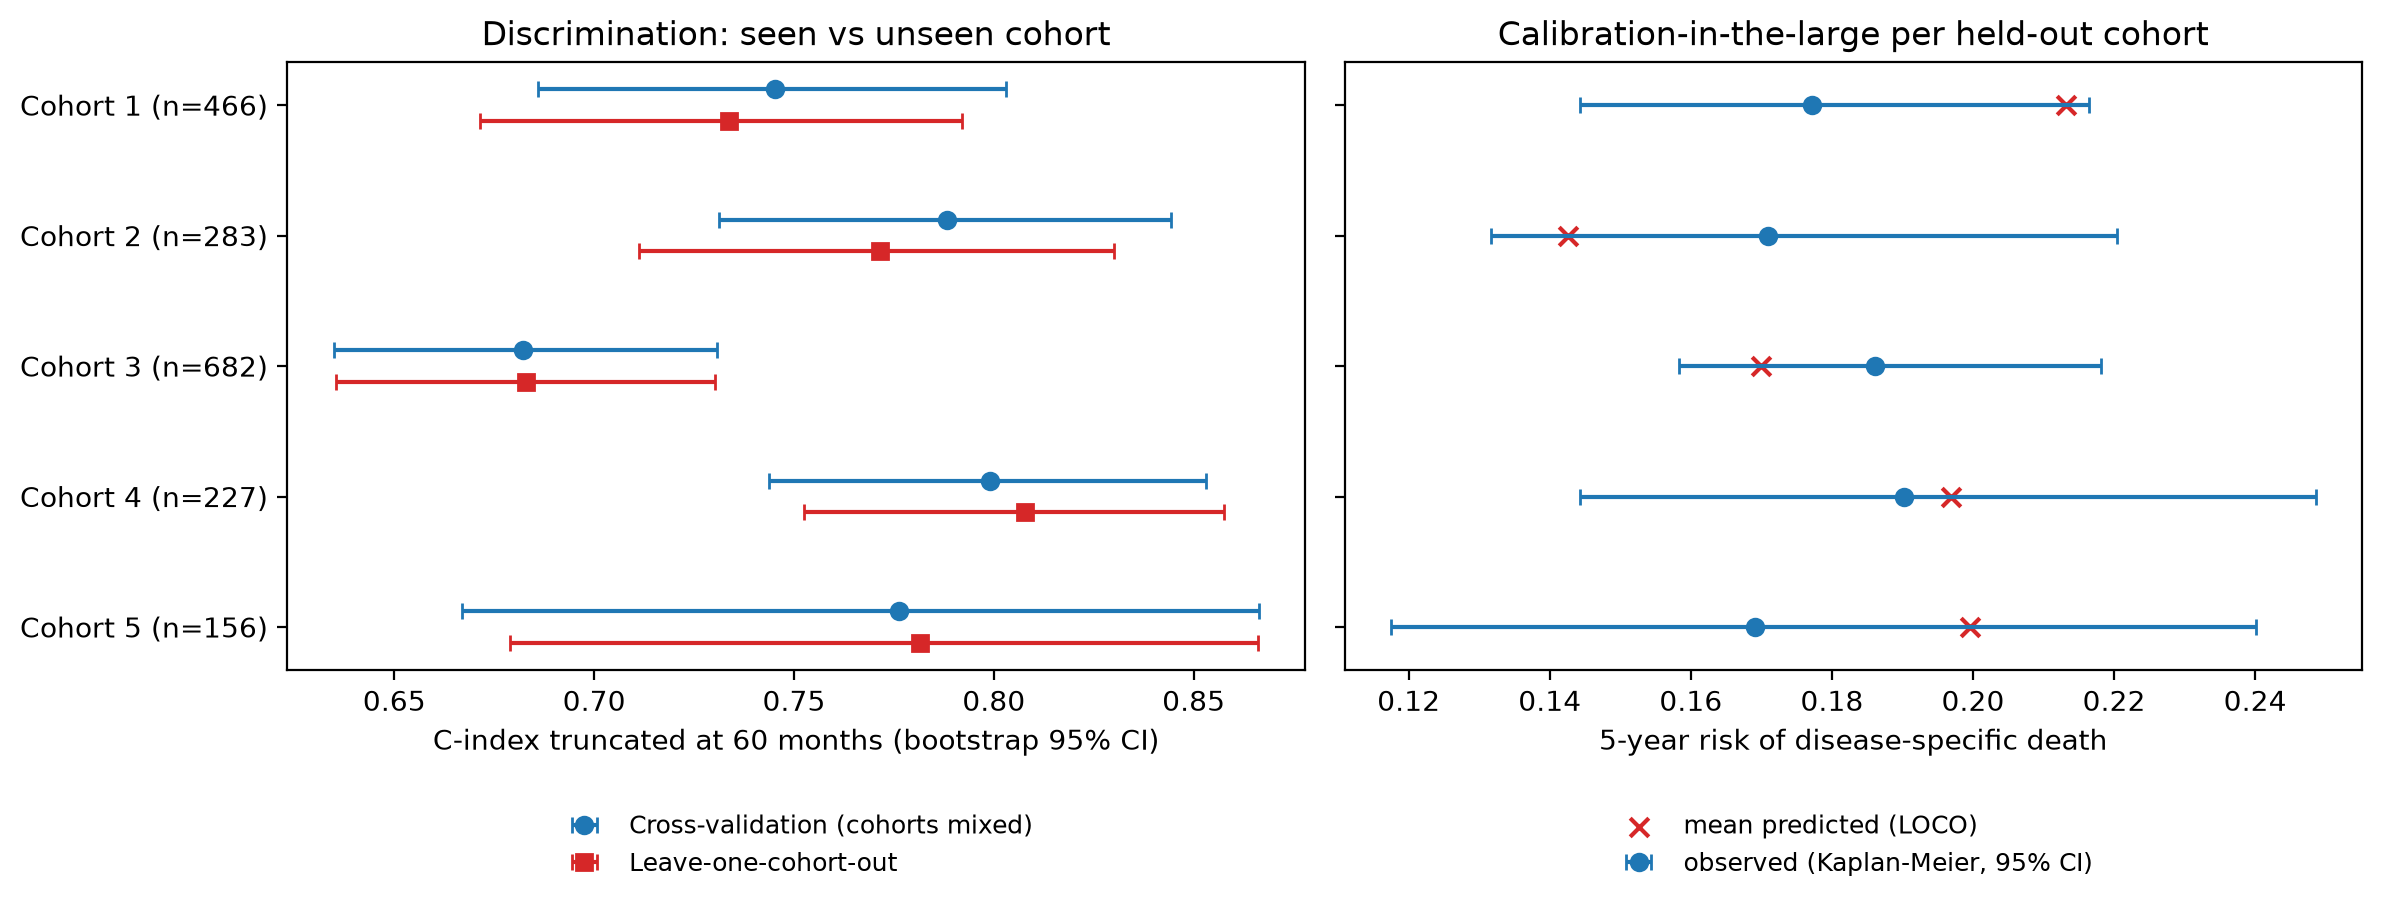 Discrimination: seen vs unseen cohort
Cohort 1 (n=466)
Cohort 2 (n=283)
Cohort 3 (n=682)
Cohort 4 (n=227)
Cohort 5 (n=156)
0.65 0.70 0.75 0.80 0.85
C-index truncated at 60 months (bootstrap 95% CI)
Cross-validation (cohorts mixed)
Leave-one-cohort-out
Calibration-in-the-large per held-out cohort
0.12 0.14 0.16 0.18 0.20 0.22 0.24
5-year risk of disease-specific death
mean predicted (LOCO)
observed (Kaplan-Meier, 95% CI)